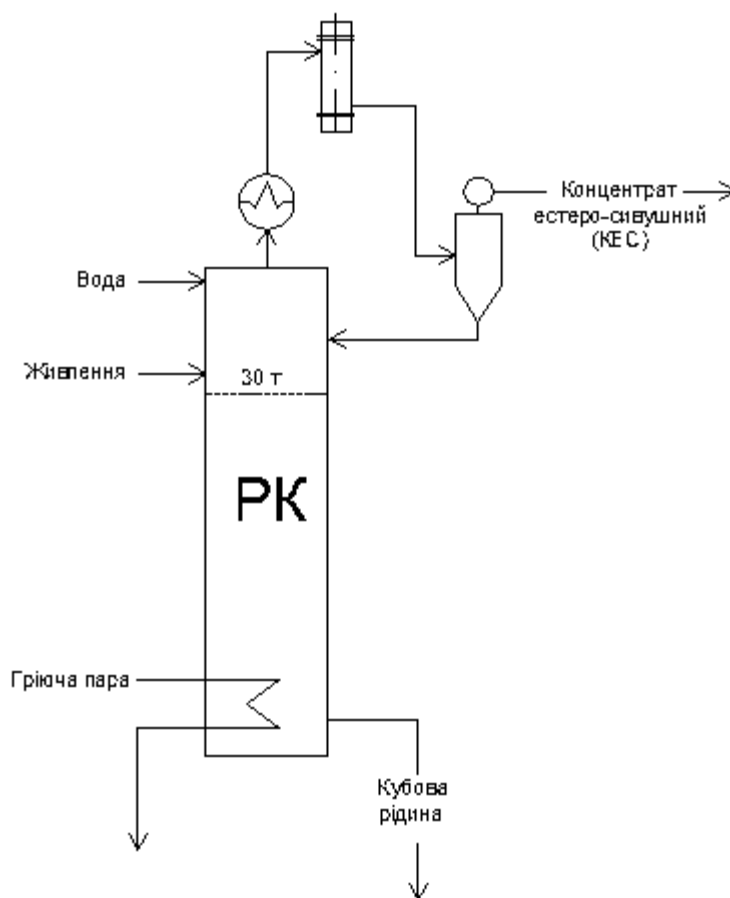 Концентрат
естеро-сивушний
(КЕС)
Вода
Живлення
30 т
РК
Гріюча пара
Кубова
рідина